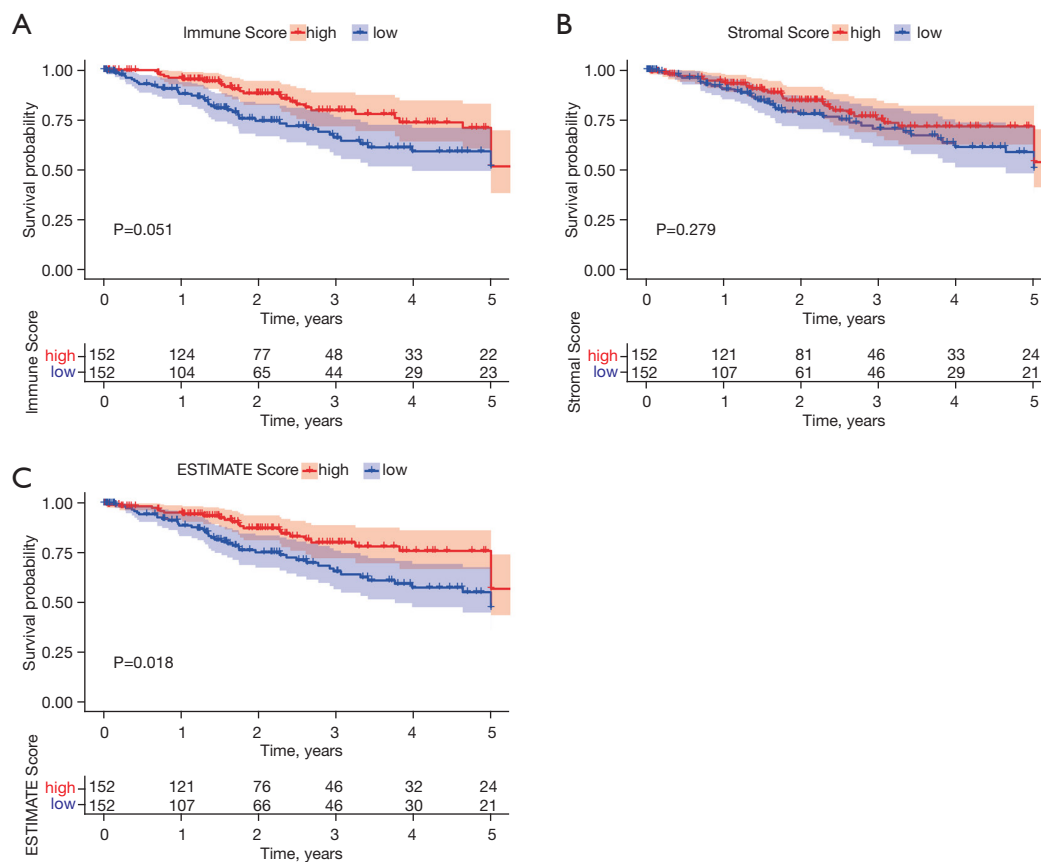 A
Immune Score high low
1.00
0.75
0.50
0.25
0.00
Survival probability
P=0.051
0 1 2 3 4 5
Time, years
Immune Score
high 152 124 77 48 33 22
low 152 104 65 44 29 23
0 1 2 3 4 5
Time, years
B
Stromal Score high low
1.00
0.75
0.50
0.25
0.00
Survival probability
P=0.279
0 1 2 3 4 5
Time, years
Stromal Score
high 152 121 81 46 33 24
low 152 107 61 46 29 21
0 1 2 3 4 5
Time, years
C
ESTIMATE Score high low
1.00
0.75
0.50
0.25
0.00
Survival probability
P=0.018
0 1 2 3 4 5
Time, years
ESTIMATE Score
high 152 121 76 46 32 24
low 152 107 66 46 30 21
0 1 2 3 4 5
Time, years